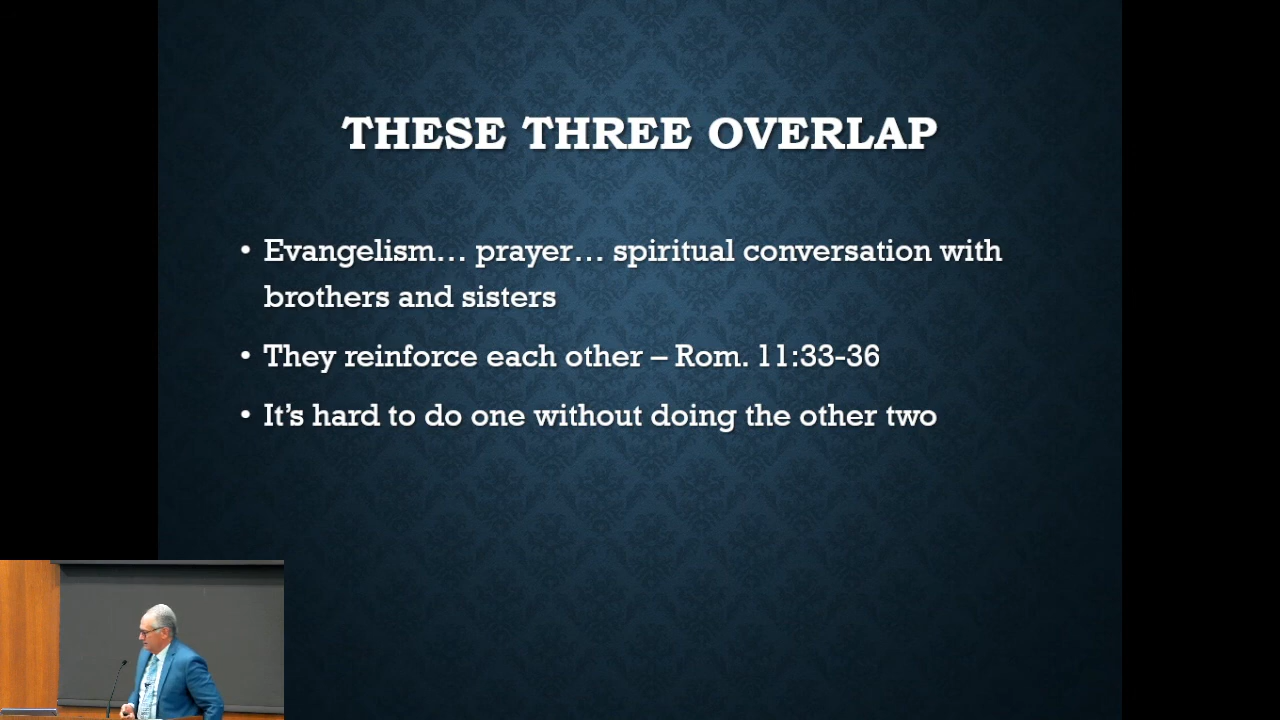 THESE THREE OVERLAP
• Evangelism… prayer… spiritual conversation with
brothers and sisters
• They reinforce each other – Rom. 11:33-36
• It’s hard to do one without doing the other two